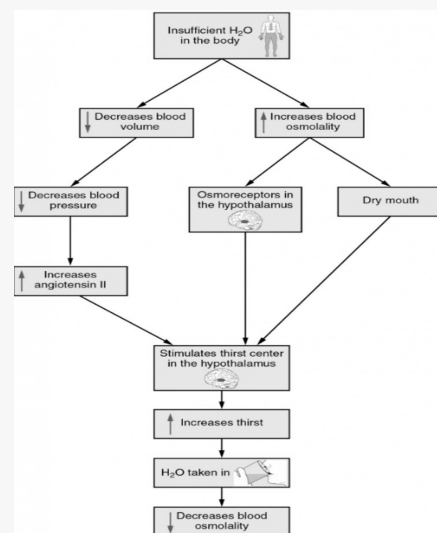 Insufficient H₂O
in the body
Decreases blood
volume
Increases blood
osmolality
Decreases blood
pressure
Osmoreceptors in
the hypothalamus
Dry mouth
Increases
angiotensin II
Stimulates thirst center
in the hypothalamus
Increases thirst
H₂O taken in
Decreases blood
osmolality